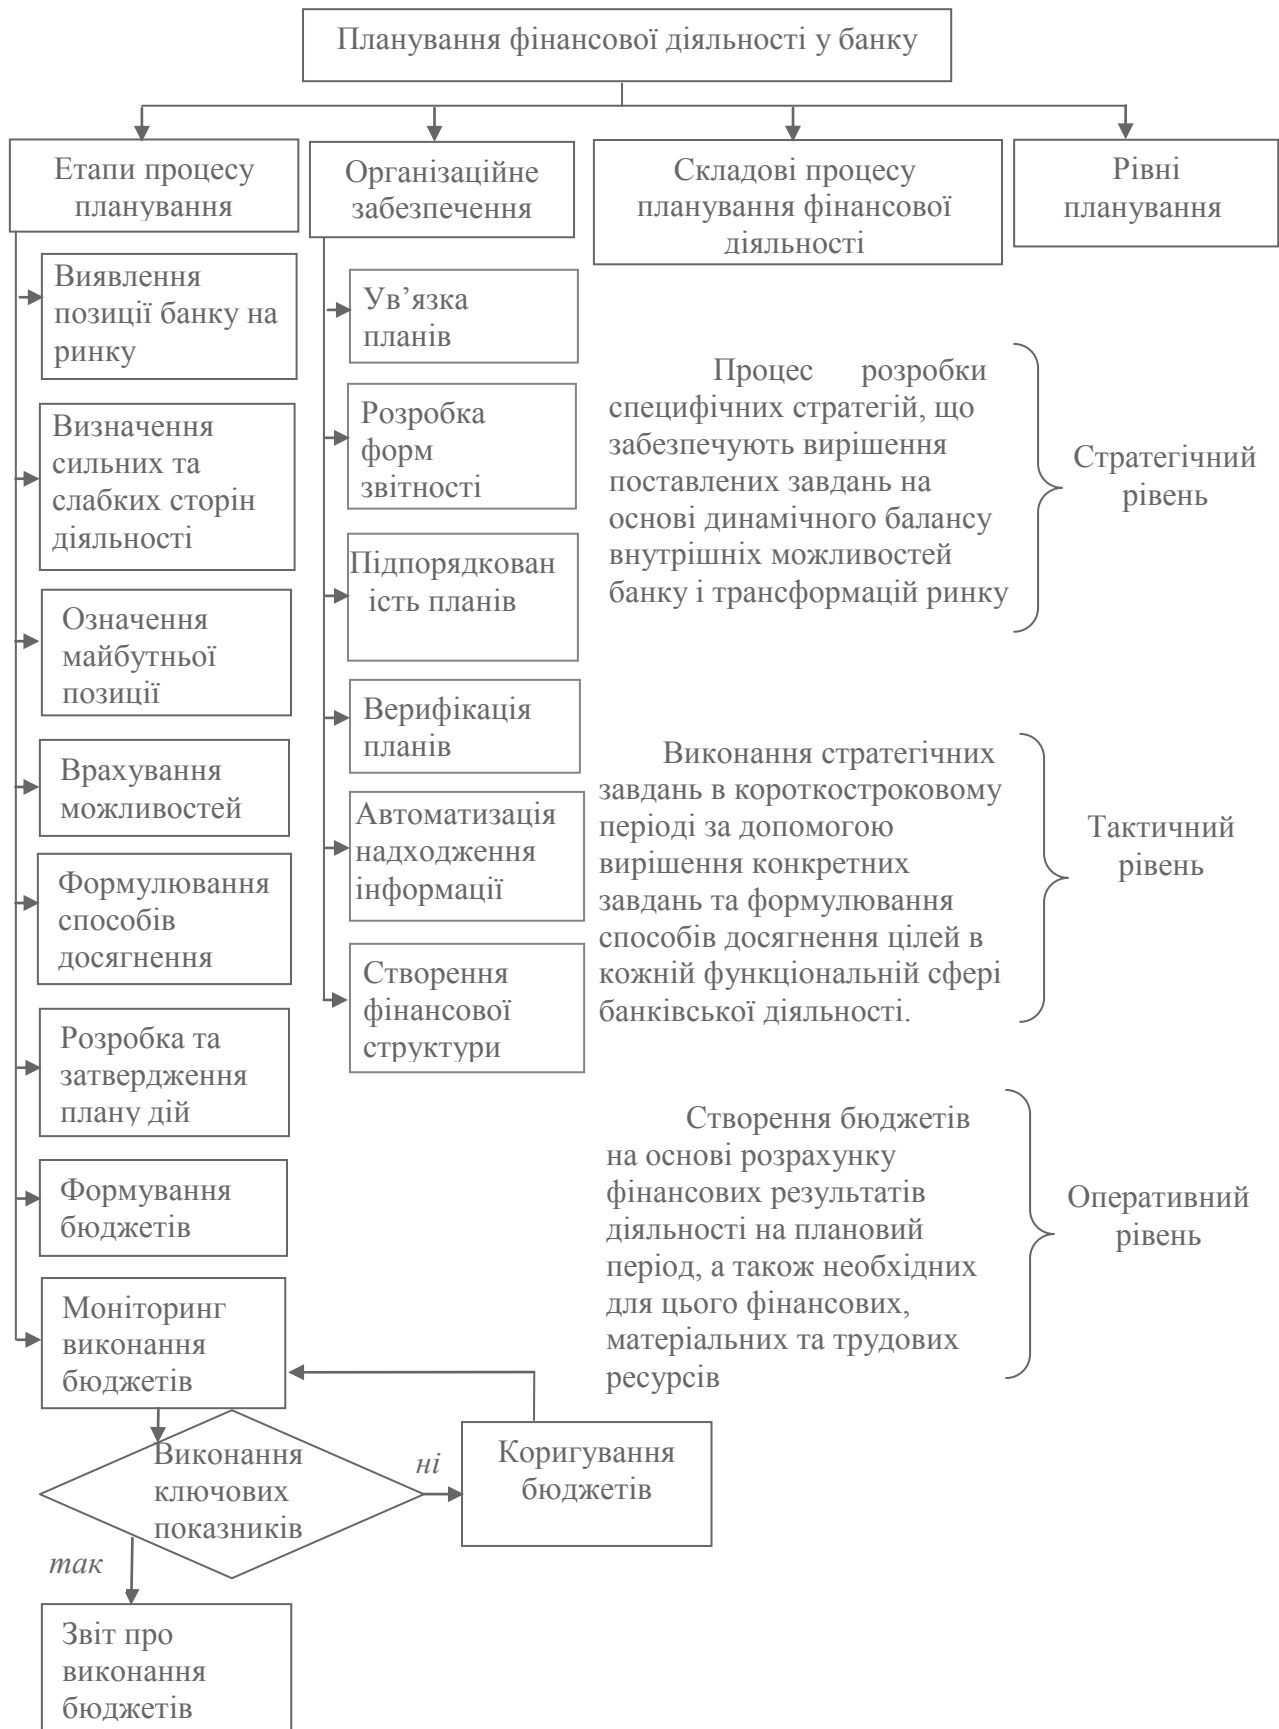 Планування фінансової діяльності у банку
Етапи процесу
планування
Організаційне
забезпечення
Складові процесу
планування фінансової
діяльності
Рівні
планування
Виявлення
позиції банку на
ринку
Визначення
сильних та
слабких сторін
діяльності
Означення
майбутньої
позиції
Врахування
можливостей
Формулювання
способів
досягнення
Розробка та
затвердження
плану дій
Формування
бюджетів
Моніторинг
виконання
бюджетів
Виконання
ключових
показників
ні
Коригування
бюджетів
так
Звіт про
виконання
бюджетів
Ув’язка
планів
Розробка
форм
звітності
Підпорядкован
ість планів
Верифікація
планів
Автоматизація
надходження
інформації
Створення
фінансової
структури
Процес розробки
специфічних стратегій, що
забезпечують вирішення
поставлених завдань на
основі динамічного балансу
внутрішніх можливостей
банку і трансформацій ринку
Стратегічний
рівень
Виконання стратегічних
завдань в короткостроковому
періоді за допомогою
вирішення конкретних
завдань та формулювання
способів досягнення цілей в
кожній функціональній сфері
банківської діяльності.
Тактичний
рівень
Створення бюджетів
на основі розрахунку
фінансових результатів
діяльності на плановий
період, а також необхідних
для цього фінансових,
матеріальних та трудових
ресурсів
Оперативний
рівень